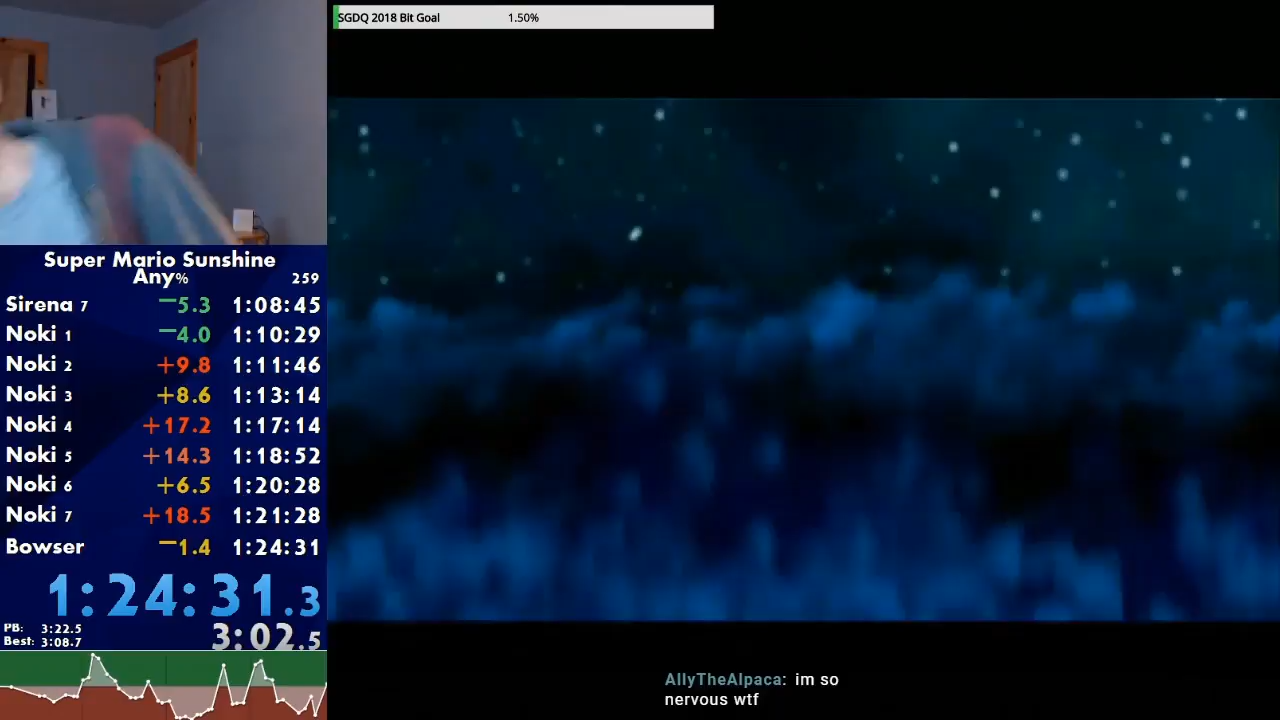 SGDQ 2018 Bit Goal 1.50%
Super Mario Sunshine
Any% 259
Sirena 7 −5.3 1:08:45
Noki 1 −4.0 1:10:29
Noki 2 +9.8 1:11:46
Noki 3 +8.6 1:13:14
Noki 4 +17.2 1:17:14
Noki 5 +14.3 1:18:52
Noki 6 +6.5 1:20:28
Noki 7 +18.5 1:21:28
Bowser −1.4 1:24:31
1:24:31.3
PB: 3:22.5
Best: 3:08.7
3:02.5
AllyTheAlpaca: im so
nervous wtf